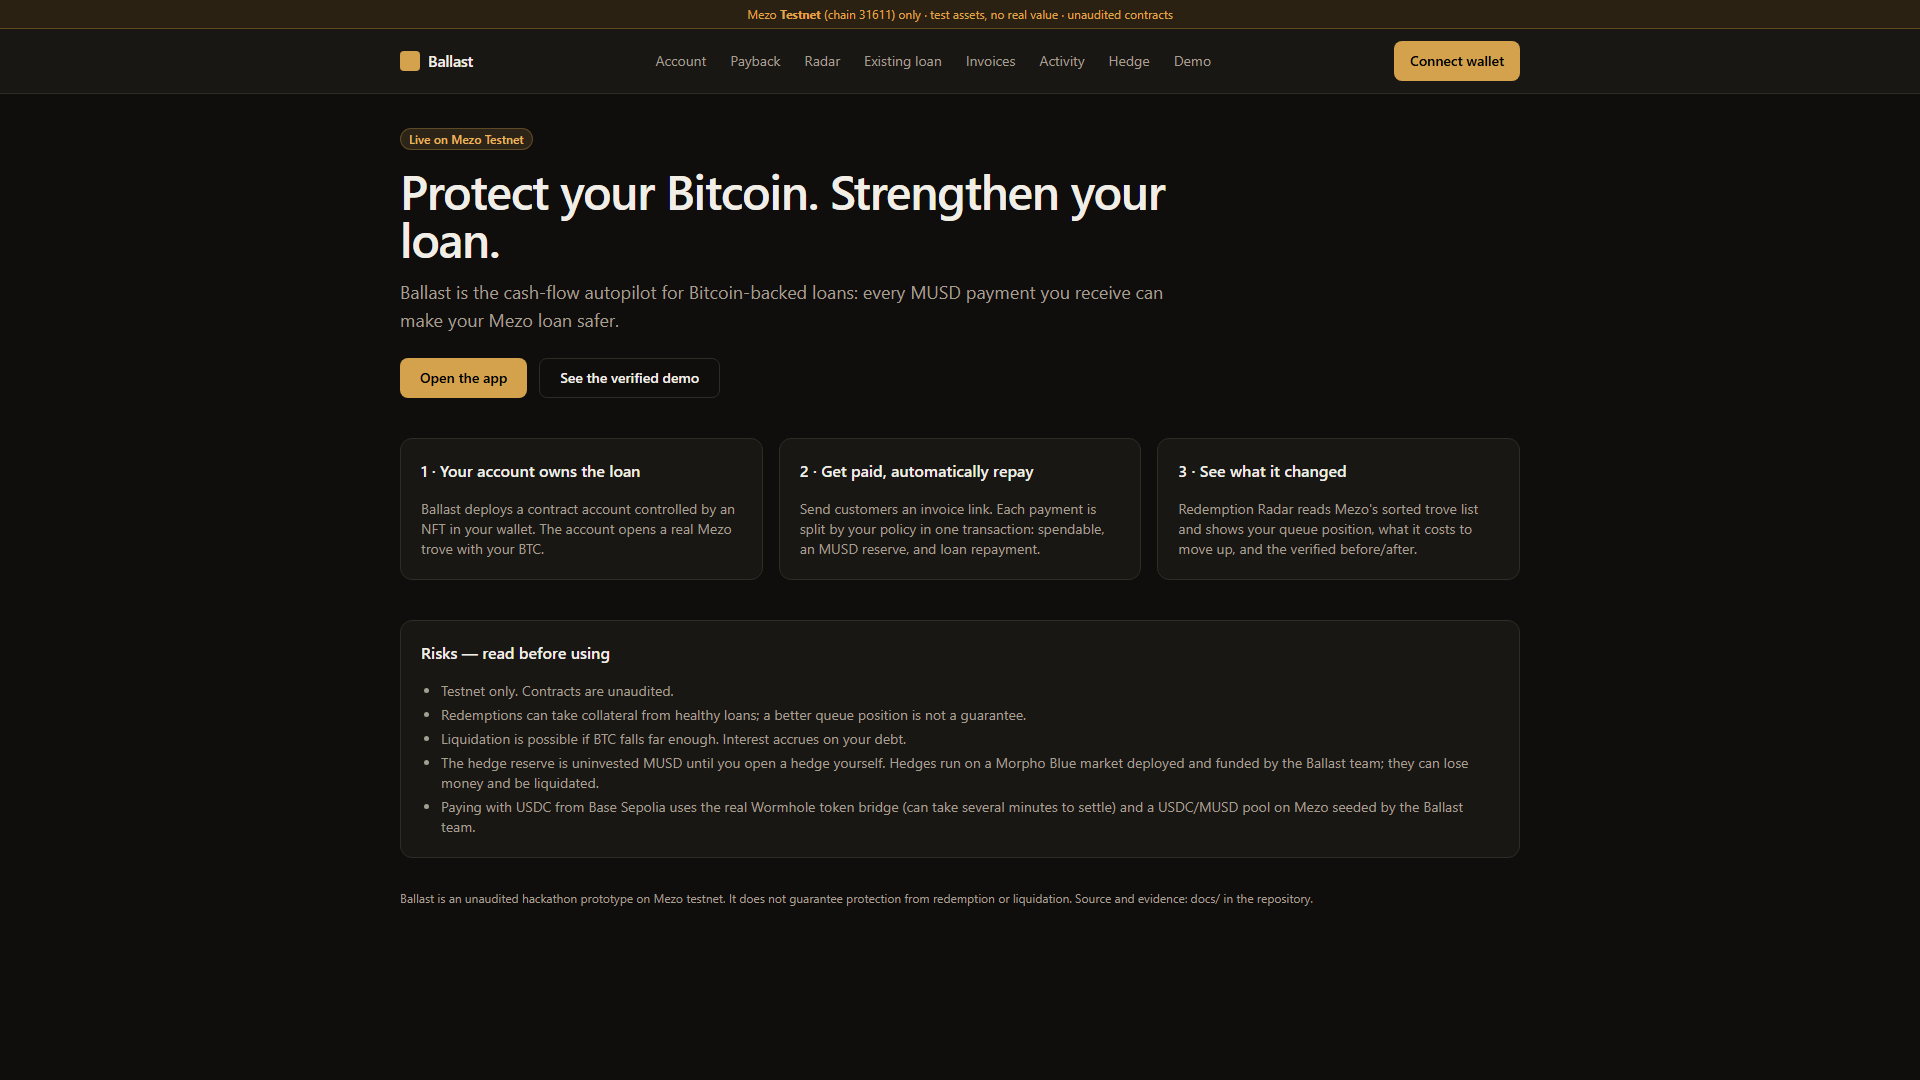 Mezo Testnet (chain 31611) only · test assets, no real value · unaudited contracts
Ballast
Account
Payback
Radar
Existing loan
Invoices
Activity
Hedge
Demo
Connect wallet
Live on Mezo Testnet
Protect your Bitcoin. Strengthen your
loan.
Ballast is the cash-flow autopilot for Bitcoin-backed loans: every MUSD payment you receive can
make your Mezo loan safer.
Open the app
See the verified demo
1 · Your account owns the loan
Ballast deploys a contract account controlled by an
NFT in your wallet. The account opens a real Mezo
trove with your BTC.
2 · Get paid, automatically repay
Send customers an invoice link. Each payment is
split by your policy in one transaction: spendable,
an MUSD reserve, and loan repayment.
3 · See what it changed
Redemption Radar reads Mezo's sorted trove list
and shows your queue position, what it costs to
move up, and the verified before/after.
Risks — read before using
• Testnet only. Contracts are unaudited.
• Redemptions can take collateral from healthy loans; a better queue position is not a guarantee.
• Liquidation is possible if BTC falls far enough. Interest accrues on your debt.
• The hedge reserve is uninvested MUSD until you open a hedge yourself. Hedges run on a Morpho Blue market deployed and funded by the Ballast team; they can lose
money and be liquidated.
• Paying with USDC from Base Sepolia uses the real Wormhole token bridge (can take several minutes to settle) and a USDC/MUSD pool on Mezo seeded by the Ballast
team.
Ballast is an unaudited hackathon prototype on Mezo testnet. It does not guarantee protection from redemption or liquidation. Source and evidence: docs/ in the repository.